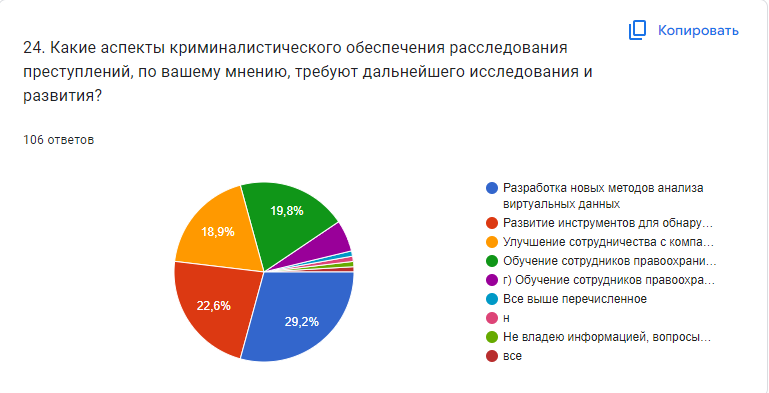 Копировать
24. Какие аспекты криминалистического обеспечения расследования
преступлений, по вашему мнению, требуют дальнейшего исследования и
развития?
106 ответов
19,8%
18,9%
22,6%
29,2%
Разработка новых методов анализа
виртуальных данных
Развитие инструментов для обнару…
Улучшение сотрудничества с компа…
Обучение сотрудников правоохрани…
г) Обучение сотрудников правоохра…
Все выше перечисленное
н
Не владею информацией, вопросы…
все